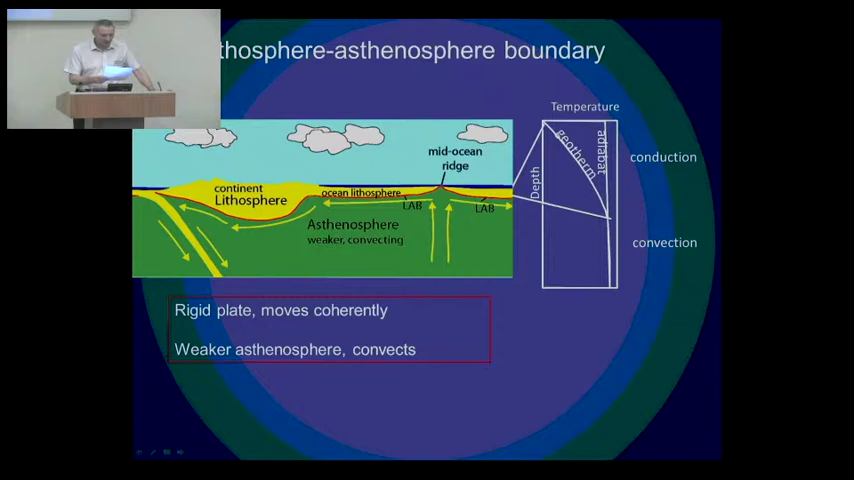 thosphere-asthenosphere boundary
Temperature
mid-ocean
ridge
geotherm
adiabat
conduction
continent
Lithosphere
ocean lithosphere
Depth
LAB
LAB
Asthenosphere
weaker, convecting
convection
Rigid plate, moves coherently
Weaker asthenosphere, convects